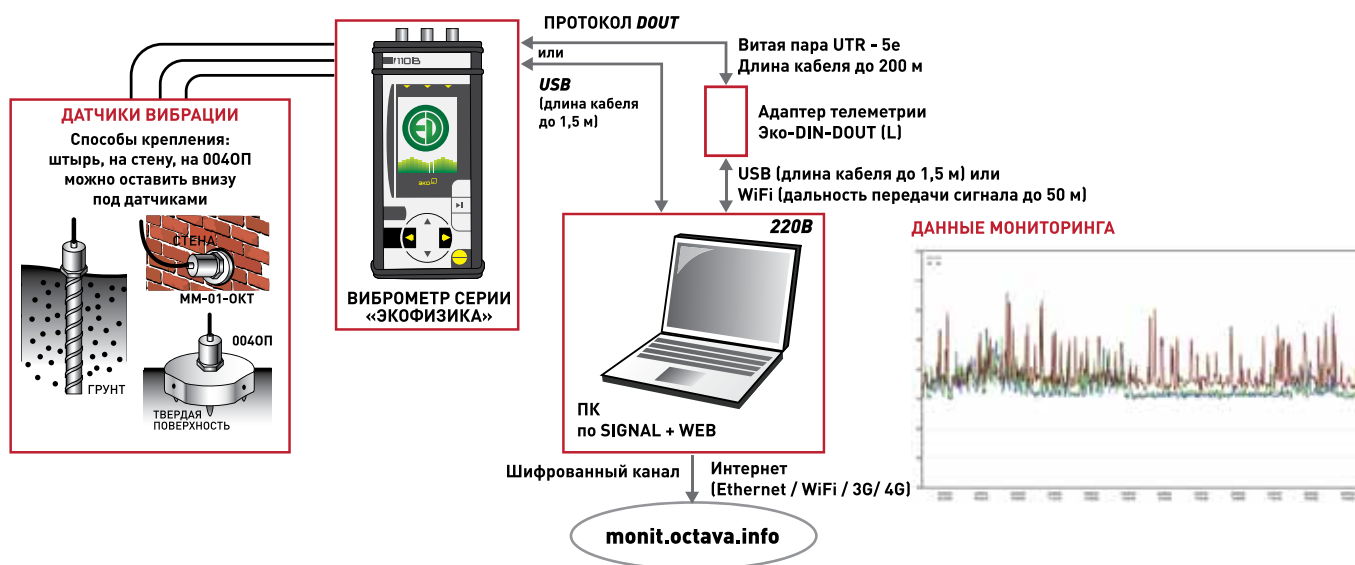 ПРОТОКОЛ DOUT
или
USB
(длина кабеля
до 1,5 м)
Витая пара UTR - 5e
Длина кабеля до 200 м
Адаптер телеметрии
Эко-DIN-DOUT (L)
USB (длина кабеля до 1,5 м) или
WiFi (дальность передачи сигнала до 50 м)
ДАТЧИКИ ВИБРАЦИИ
Способы крепления:
штырь, на стену, на 004ОП
можно оставить внизу
под датчиками
СТЕНА
ММ-01-ОКТ
004ОП
ГРУНТ
ТВЕРДАЯ
ПОВЕРХНОСТЬ
110В
эко
ВИБРОМЕТР СЕРИИ
«ЭКОФИЗИКА»
220В
ПК
по SIGNAL + WEB
ДАННЫЕ МОНИТОРИНГА
Шифрованный канал
Интернет
(Ethernet / WiFi / 3G/ 4G)
monit.octava.info